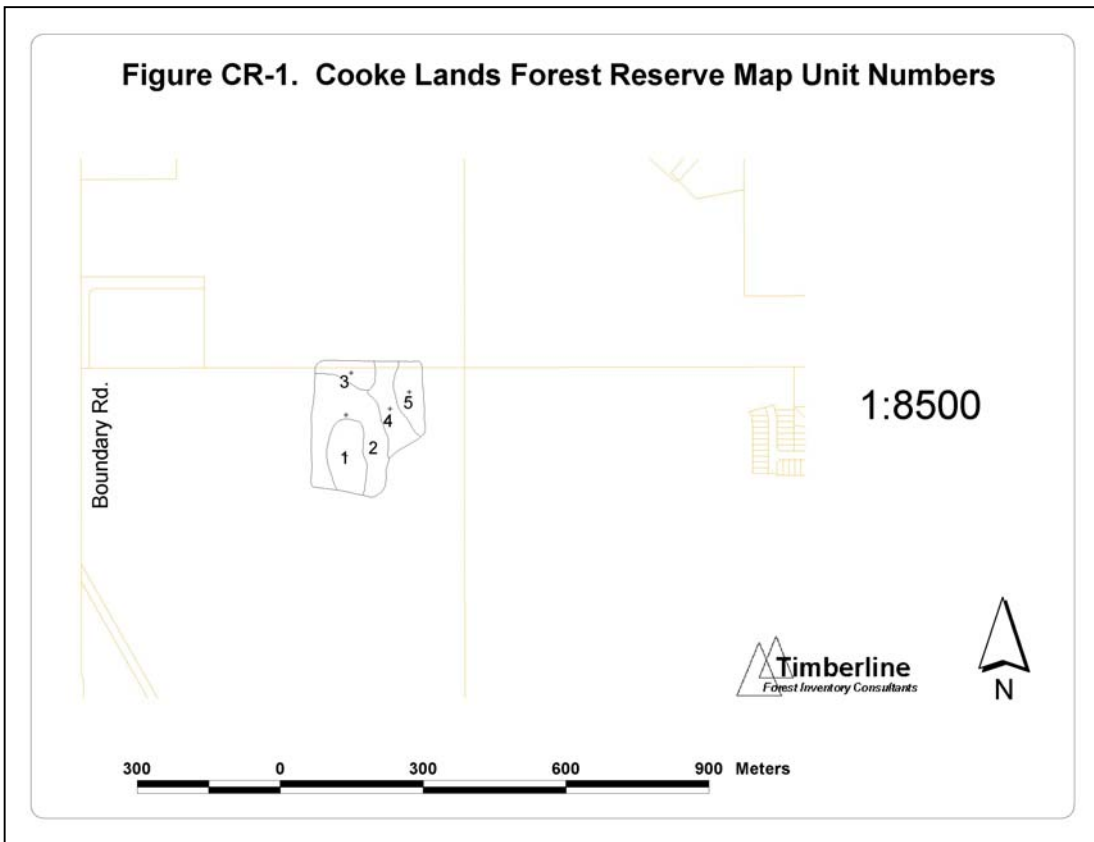 Figure CR-1. Cooke Lands Forest Reserve Map Unit Numbers
Boundary Rd.
3
5
4
2
1
1:8500
Timberline
Forest Inventory Consultants
N
300 0 300 600 900 Meters